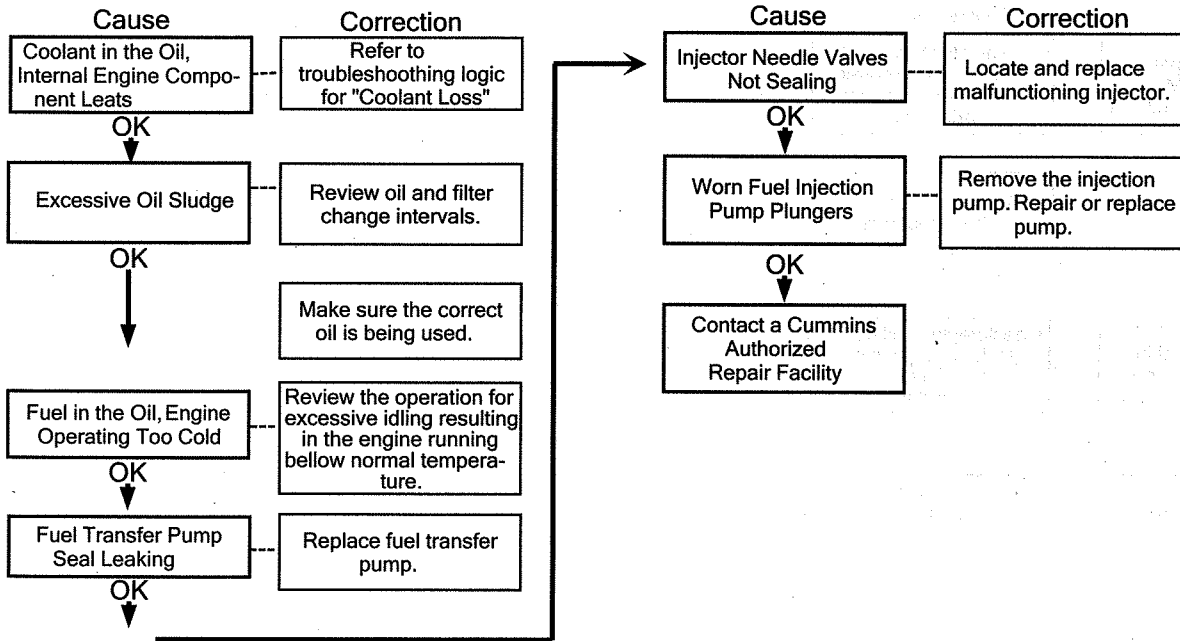 Cause
Correction
Coolant in the Oil,
Internal Engine Compo-
nent Leats
Refer to
troubleshoothing logic
for "Coolant Loss"
OK
Excessive Oil Sludge
Review oil and filter
change intervals.
OK
Make sure the correct
oil is being used.
Fuel in the Oil, Engine
Operating Too Cold
Review the operation for
excessive idling resulting
in the engine running
bellow normal tempera-
ture.
OK
Fuel Transfer Pump
Seal Leaking
Replace fuel transfer
pump.
OK
Cause
Correction
Injector Needle Valves
Not Sealing
Locate and replace
malfunctioning injector.
OK
Worn Fuel Injection
Pump Plungers
Remove the injection
pump. Repair or replace
pump.
OK
Contact a Cummins
Authorized
Repair Facility